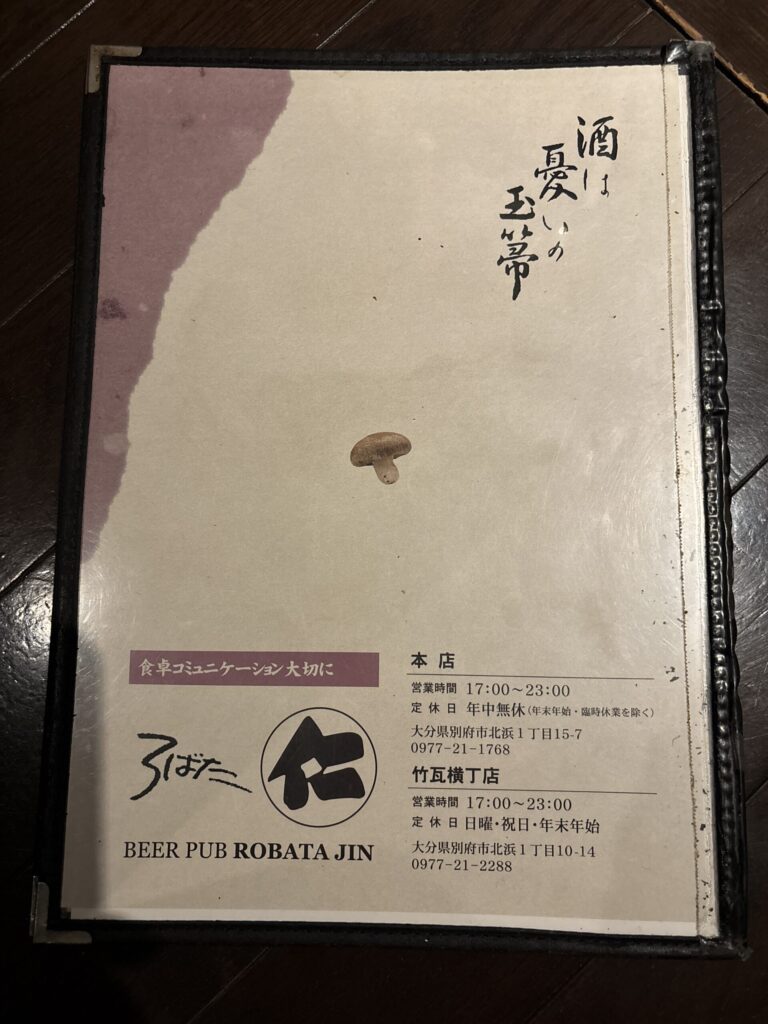 酒は
憂いの
玉箒
食卓コミュニケーション大切に
ろばた
仁
BEER PUB ROBATA JIN
本店
営業時間 17:00〜23:00
定休日 年中無休(年末年始・臨時休業を除く)
大分県別府市北浜1丁目15-7
0977-21-1768
竹瓦横丁店
営業時間 17:00〜23:00
定休日 日曜・祝日・年末年始
大分県別府市北浜1丁目10-14
0977-21-2288